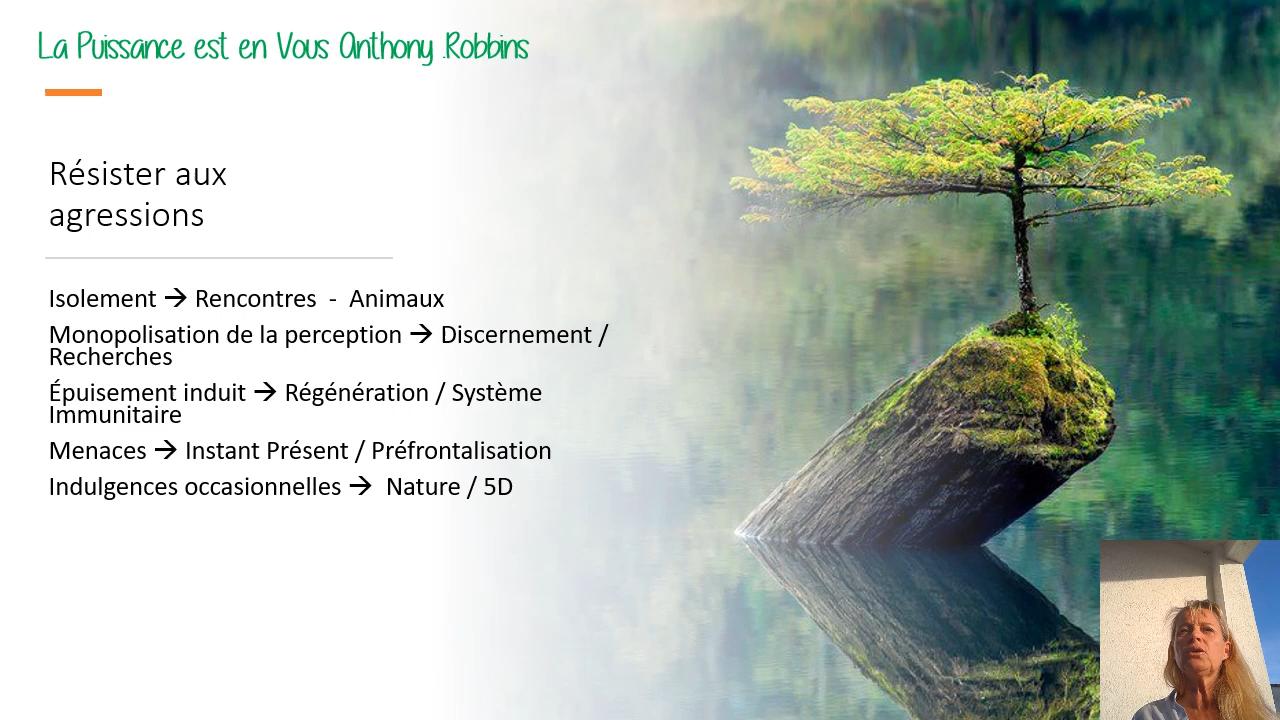 La Puissance est en Vous Anthony .Robbins
Résister aux
agressions
Isolement → Rencontres - Animaux
Monopolisation de la perception → Discernement /
Recherches
Épuisement induit → Régénération / Système
Immunitaire
Menaces → Instant Présent / Préfrontalisation
Indulgences occasionnelles → Nature / 5D